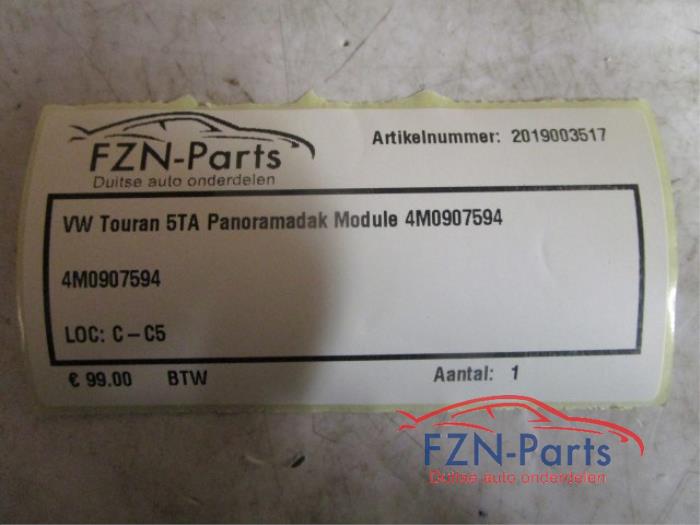 FZN-Parts
Duitse auto onderdelen
Artikelnummer: 2019003517
VW Touran 5TA Panoramadak Module 4M0907594
4M0907594
LOC: C-C5
€ 99.00 BTW Aantal: 1
FZN-Parts
Duitse auto onderdelen